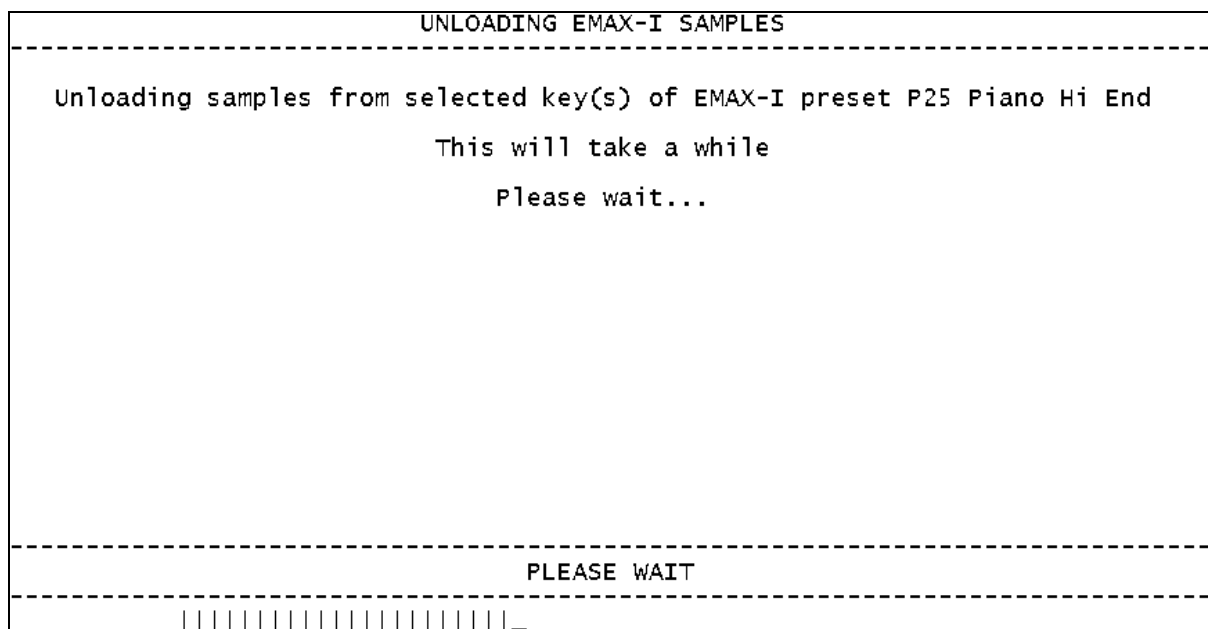 UNLOADING EMAX-I SAMPLES
--------------------------------------------------------------------------------
Unloading samples from selected key(s) of EMAX-I preset P25 Piano Hi End
This will take a while
Please wait...
--------------------------------------------------------------------------------
PLEASE WAIT
--------------------------------------------------------------------------------
||||||||||||||||||||||_